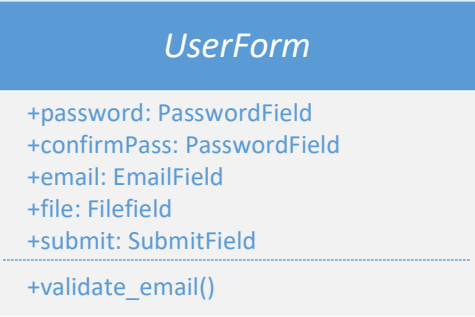 UserForm
+password: PasswordField
+confirmPass: PasswordField
+email: EmailField
+file: Filefield
+submit: SubmitField
+validate_email()